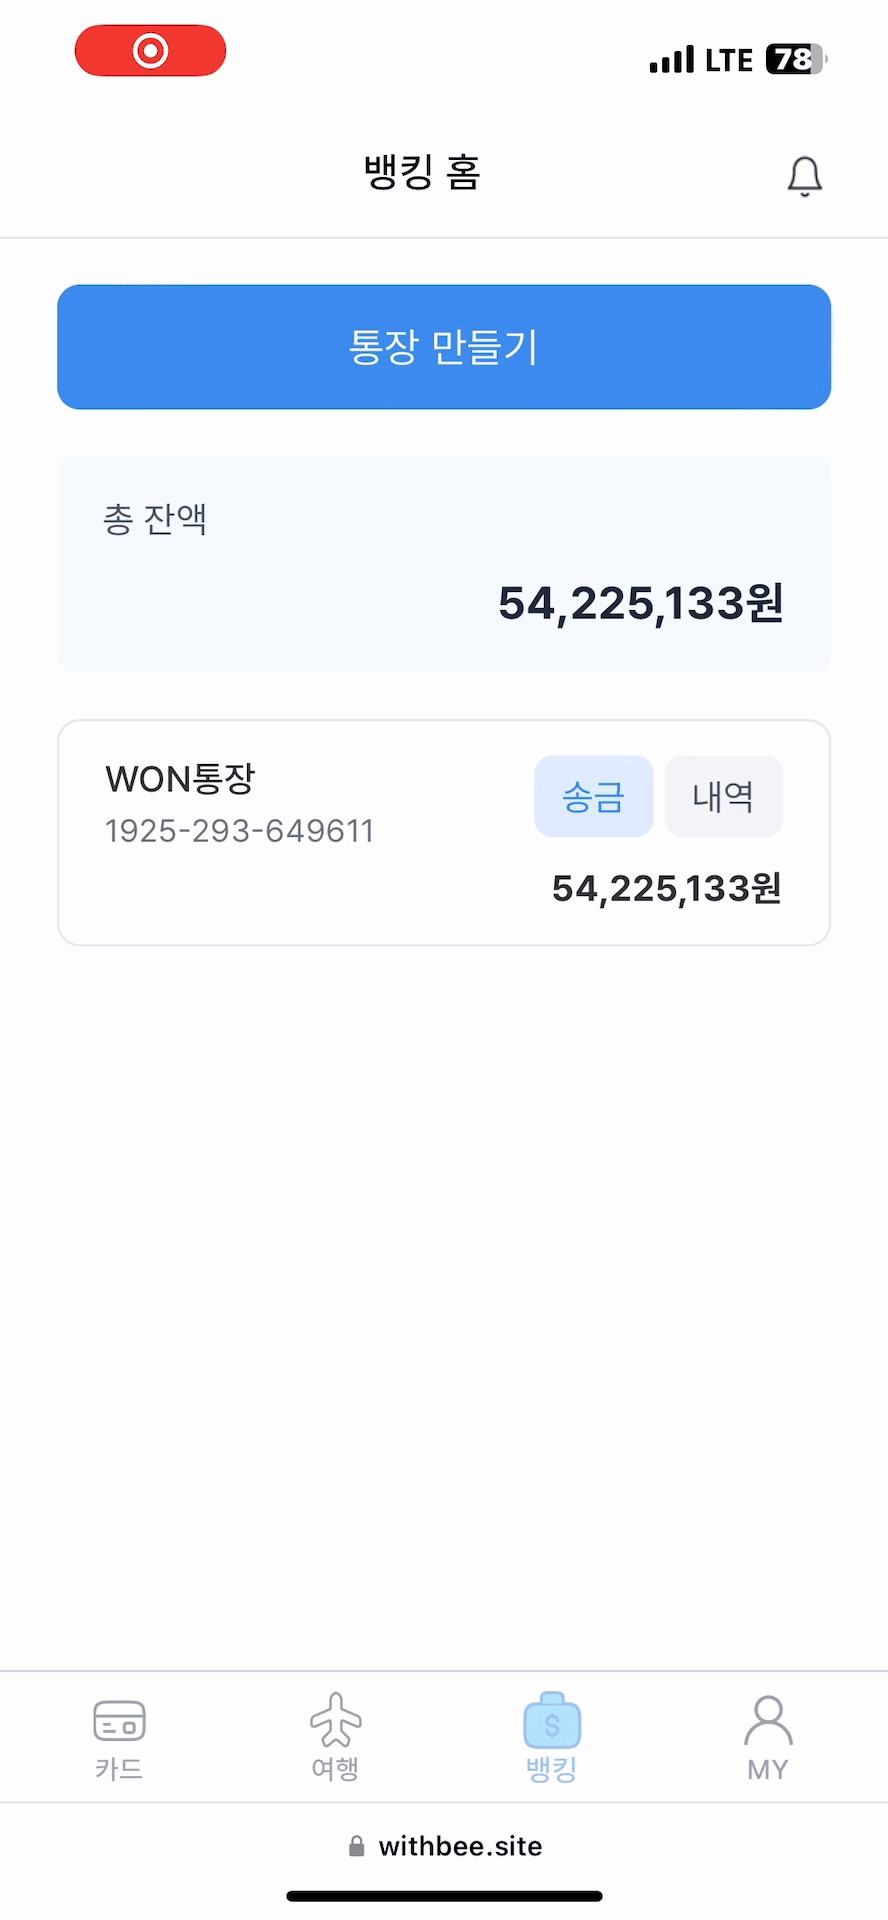 LTE 78
뱅킹 홈
통장 만들기
총 잔액
54,225,133원
WON통장
1925-293-649611
송금
내역
54,225,133원
카드
여행
$
뱅킹
MY
withbee.site